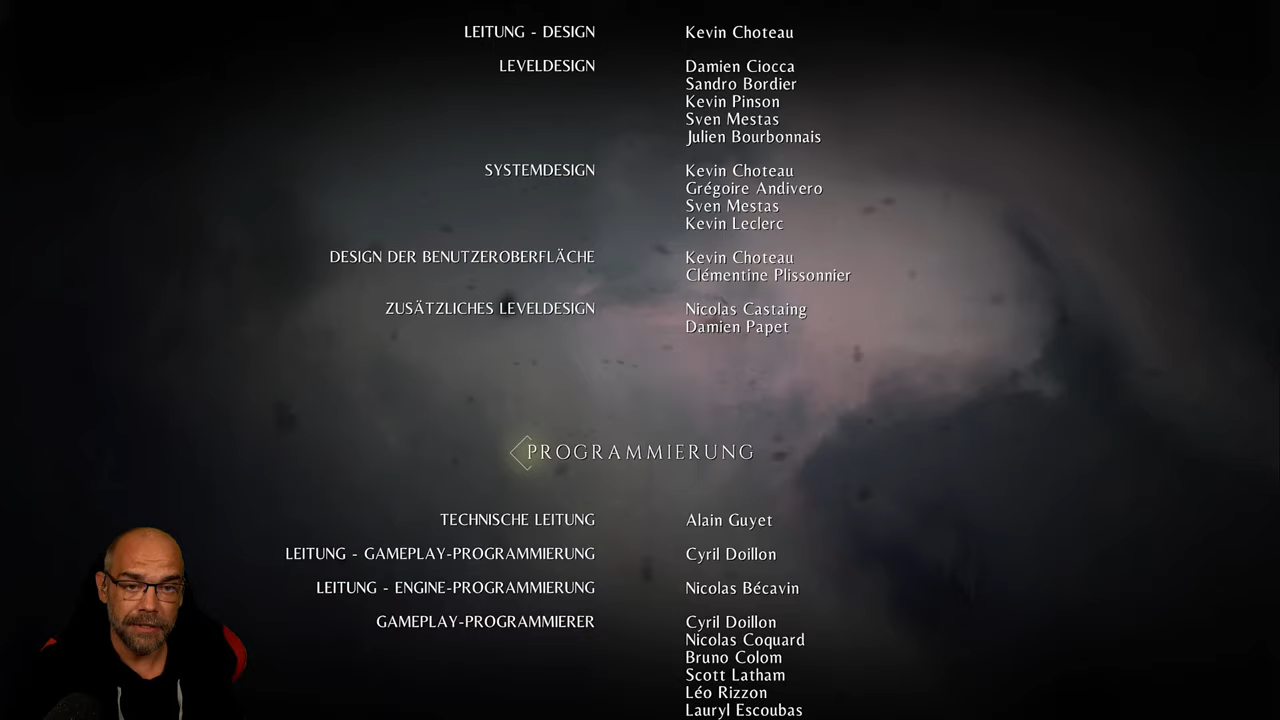 LEITUNG - DESIGN Kevin Choteau
LEVELDESIGN Damien Ciocca
Sandro Bordier
Kevin Pinson
Sven Mestas
Julien Bourbonnais
SYSTEMDESIGN Kevin Choteau
Grégoire Andivero
Sven Mestas
Kevin Leclerc
DESIGN DER BENUTZEROBERFLÄCHE Kevin Choteau
Clémentine Plissonnier
ZUSÄTZLICHES LEVELDESIGN Nicolas Castaing
Damien Papet
PROGRAMMIERUNG
TECHNISCHE LEITUNG Alain Guyet
LEITUNG - GAMEPLAY-PROGRAMMIERUNG Cyril Doillon
LEITUNG - ENGINE-PROGRAMMIERUNG Nicolas Bécavin
GAMEPLAY-PROGRAMMIERER Cyril Doillon
Nicolas Coquard
Bruno Colom
Scott Latham
Léo Rizzon
Lauryl Escoubas